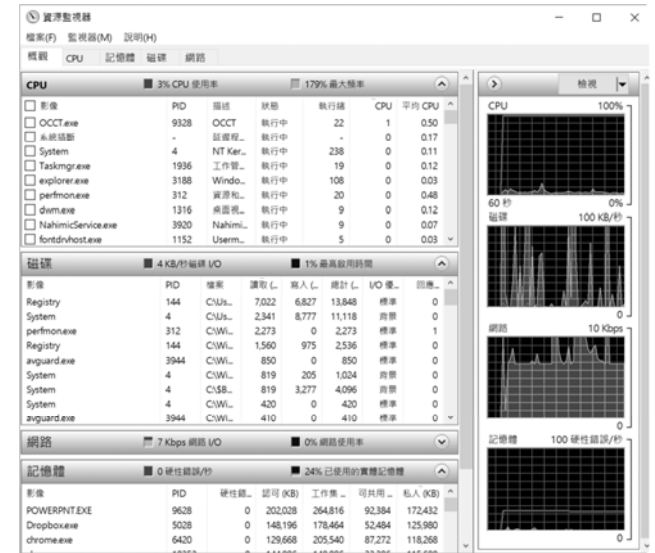 資源監視器
檔案(F) 監視器(M) 說明(H)
概觀 CPU 記憶體 磁碟 網路
CPU 3% CPU 使用率 179% 最大頻率
影像 PID 描述 狀態 執行緒 CPU 平均 CPU
OCCT.exe 9328 OCCT 執行中 22 1 0.50
系統插斷 - 延遲程... 執行中 - 0 0.17
System 4 NT Ker... 執行中 238 0 0.11
Taskmgr.exe 1936 工作管... 執行中 19 0 0.12
explorer.exe 3188 Windo... 執行中 108 0 0.03
perfmon.exe 312 資源和... 執行中 20 0 0.48
dwm.exe 1316 桌面視... 執行中 9 0 0.12
NahimicService.exe 3920 Nahimi... 執行中 9 0 0.07
fontdrvhost.exe 1152 Userm... 執行中 5 0 0.03
磁碟 4 KB/秒磁碟 I/O 1% 最高啟用時間
影像 PID 檔案 讀取 (... 寫入 (... 總計 (... I/O 優... 回應...
Registry 144 C:\Us... 7,022 6,827 13,848 標準 0
System 4 C:\Us... 2,341 8,777 11,118 背景 0
perfmon.exe 312 C:\Wi... 2,273 0 2,273 標準 1
Registry 144 C:\Wi... 1,560 975 2,536 標準 0
avguard.exe 3944 C:\Wi... 850 0 850 標準 0
System 4 C:\Wi... 819 205 1,024 背景 0
System 4 C:\$B... 819 3,277 4,096 背景 0
System 4 C:\Wi... 420 0 420 標準 0
avguard.exe 3944 C:\Wi... 410 0 410 標準 0
網路 7 Kbps 網路 I/O 0% 網路使用率
記憶體 0 硬性錯誤/秒 24% 已使用的實體記憶體
影像 PID 硬性錯... 認可 (KB) 工作集 ... 可共用 ... 私人 (KB)
POWERPNT.EXE 9628 0 202,028 264,816 92,384 172,432
Dropbox.exe 5028 0 148,196 178,464 52,484 125,980
chrome.exe 6420 0 129,668 205,540 87,272 118,268
檢視
CPU 100%
60 秒 0%
磁碟 100 KB/秒
0
網路 10 Kbps
0
記憶體 100 硬性錯誤/秒
0